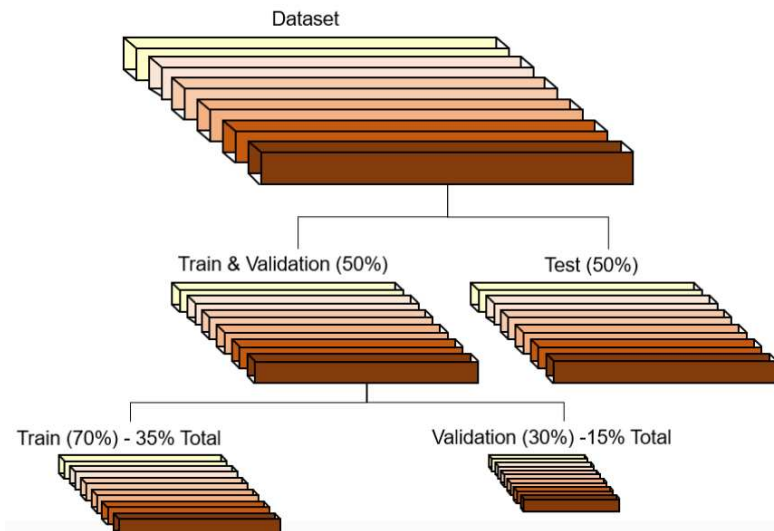 Dataset
Train & Validation (50%)
Test (50%)
Train (70%) - 35% Total
Validation (30%) -15% Total